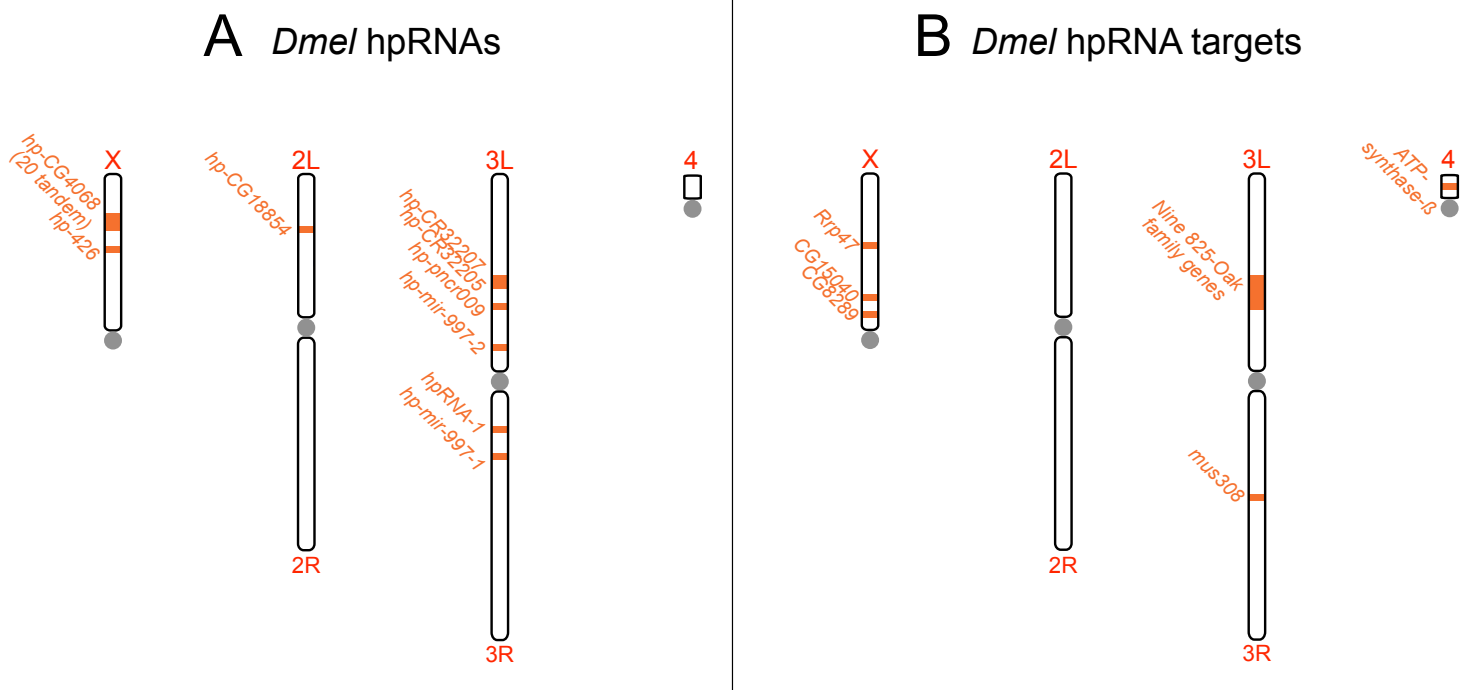 A Dmel hpRNAs
X
hp-CG4068
(20 tandem)
hp-426
2L
hp-CG18854
2R
3L
hp-CR32207
hp-CR32205
hp-pncr009
hp-mir-997-2
hpRNA-1
hp-mir-997-1
3R
4
B Dmel hpRNA targets
X
Rrp47
CG15040
CG8289
2L
2R
3L
Nine 825-Oak
family genes
mus308
3R
4
ATP-
synthase-ß